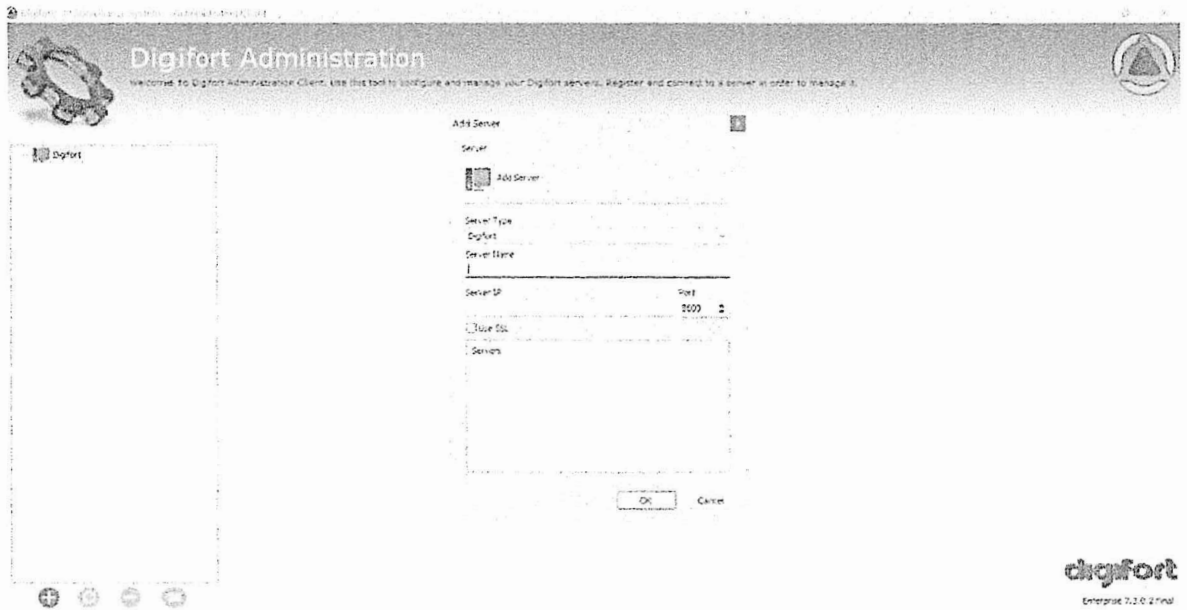 Digifort Administration
Welcome to Digifort Administration Client. Use this tool to configure and manage your Digifort servers. Register and connect to a server in order to manage it.
Digifort
Add Server
Server
Add Server
Server Type
Digifort
Server Name
Server IP Port
8600
Use SSL
Servers
OK Cancel
digifort
Enterprise 7.3.0.2 Final